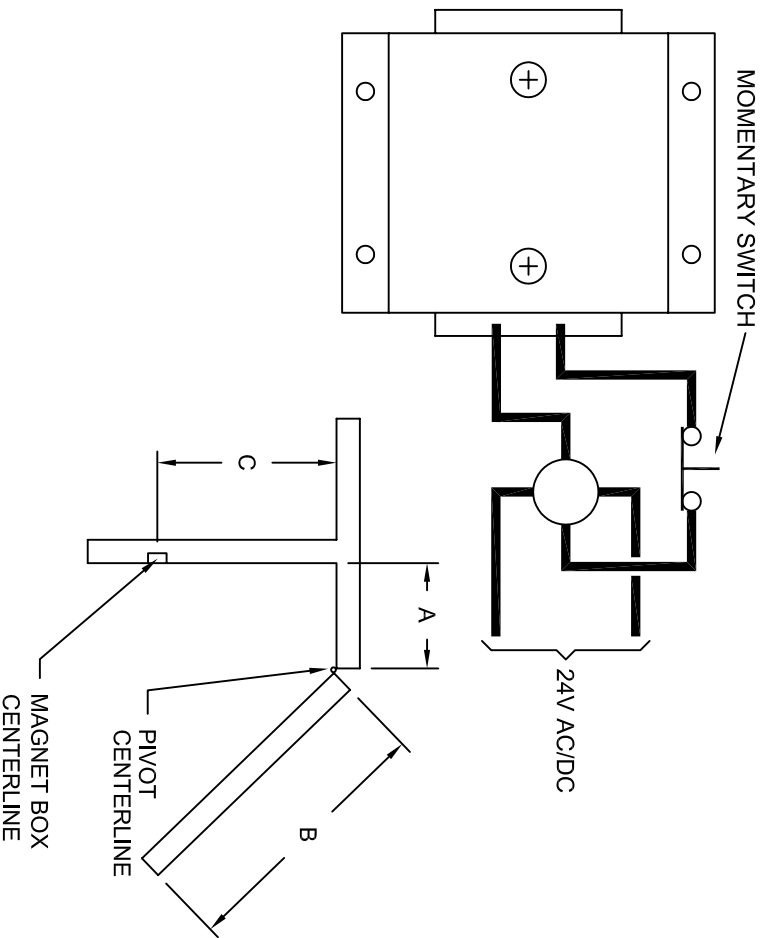 MOMENTARY SWITCH
24V AC/DC
C
A
B
PIVOT
CENTERLINE
MAGNET BOX
CENTERLINE